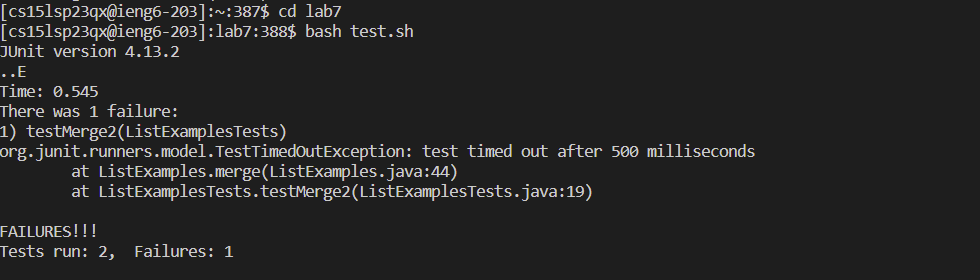 [cs15lsp23qx@ieng6-203]:~:387$ cd lab7
[cs15lsp23qx@ieng6-203]:lab7:388$ bash test.sh
JUnit version 4.13.2
..E
Time: 0.545
There was 1 failure:
1) testMerge2(ListExamplesTests)
org.junit.runners.model.TestTimedOutException: test timed out after 500 milliseconds
        at ListExamples.merge(ListExamples.java:44)
        at ListExamplesTests.testMerge2(ListExamplesTests.java:19)

FAILURES!!!
Tests run: 2,  Failures: 1